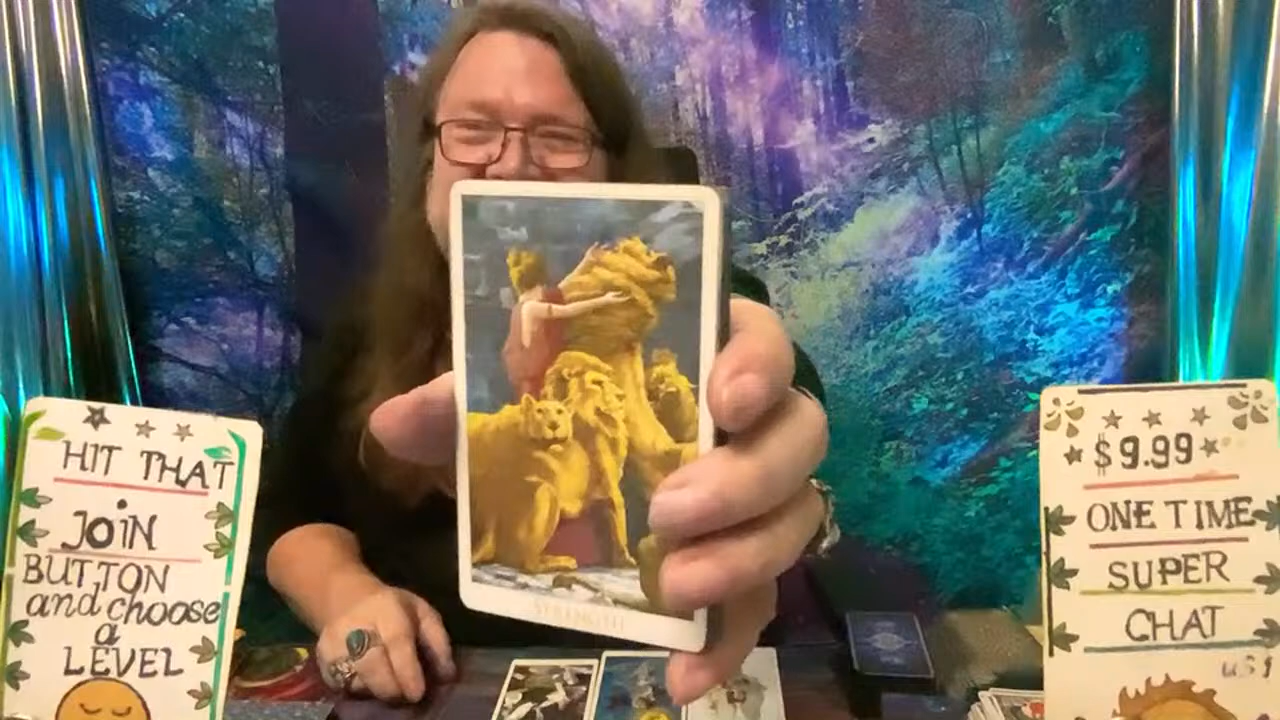 HIT THAT
JOiN
BUTTON
and choose
a
LEVEL
STRENGTH
$9.99
ONE TIME
SUPER
CHAT